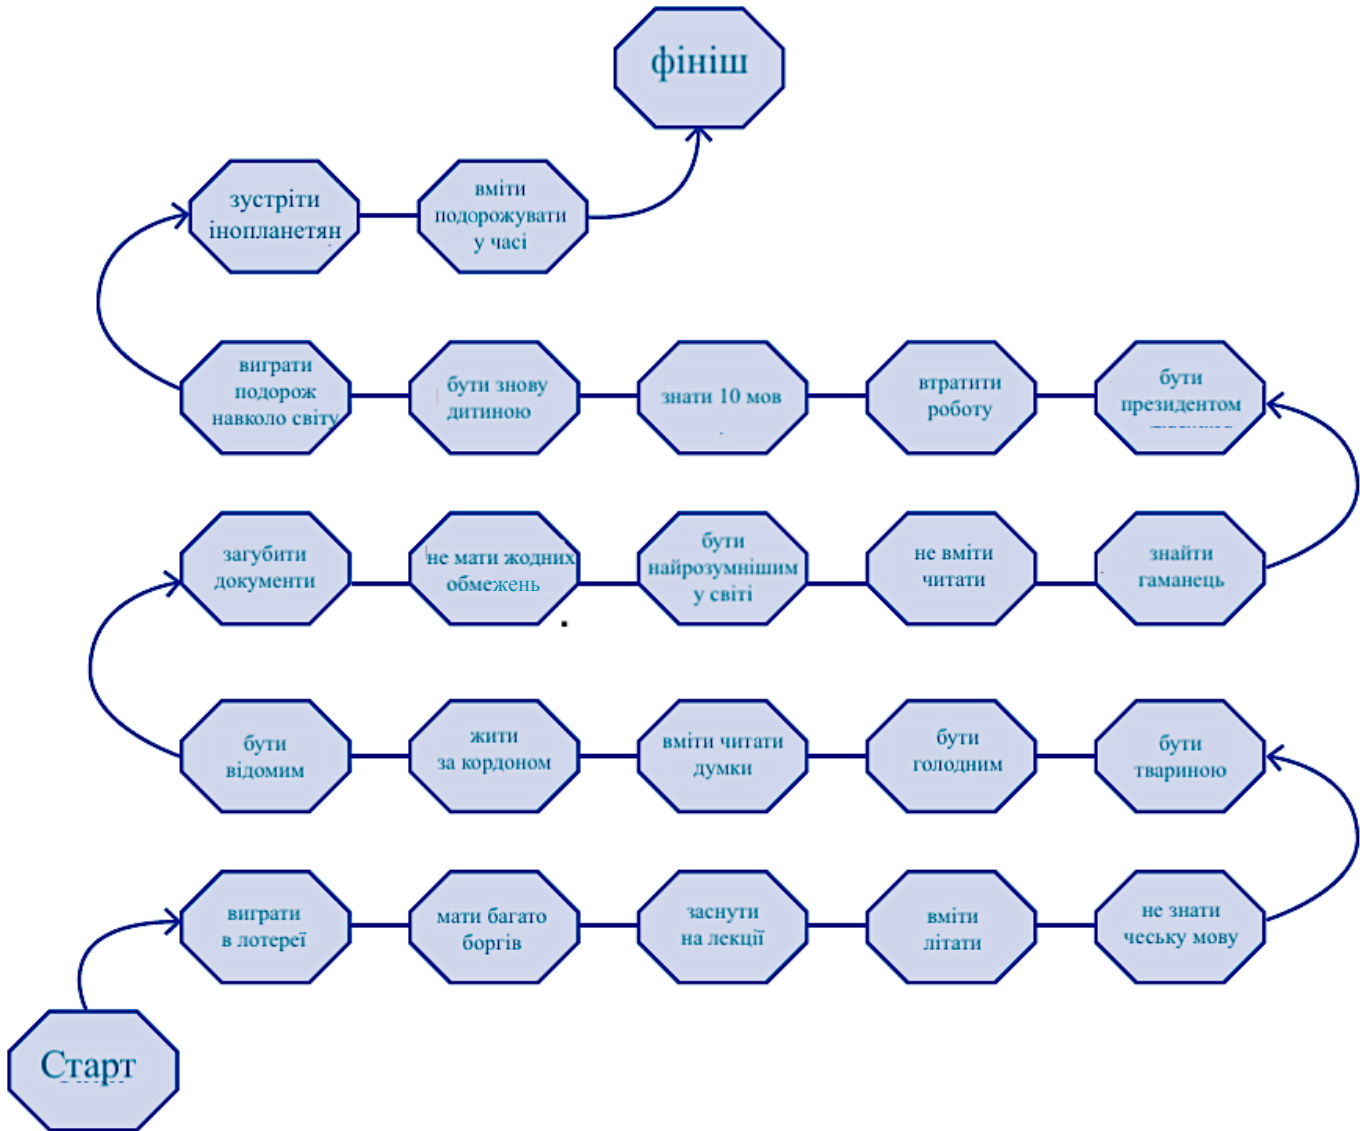 фініш
зустріти
інопланетян
вміти
подорожувати
у часі
виграти
подорож
навколо світу
бути знову
дитиною
знати 10 мов
втратити
роботу
бути
президентом
загубити
документи
не мати жодних
обмежень
бути
найрозумнішим
у світі
не вміти
читати
знайти
гаманець
бути
відомим
жити
за кордоном
вміти читати
думки
бути
голодним
бути
твариною
виграти
в лотереї
мати багато
боргів
заснути
на лекції
вміти
літати
не знати
чеську мову
Старт